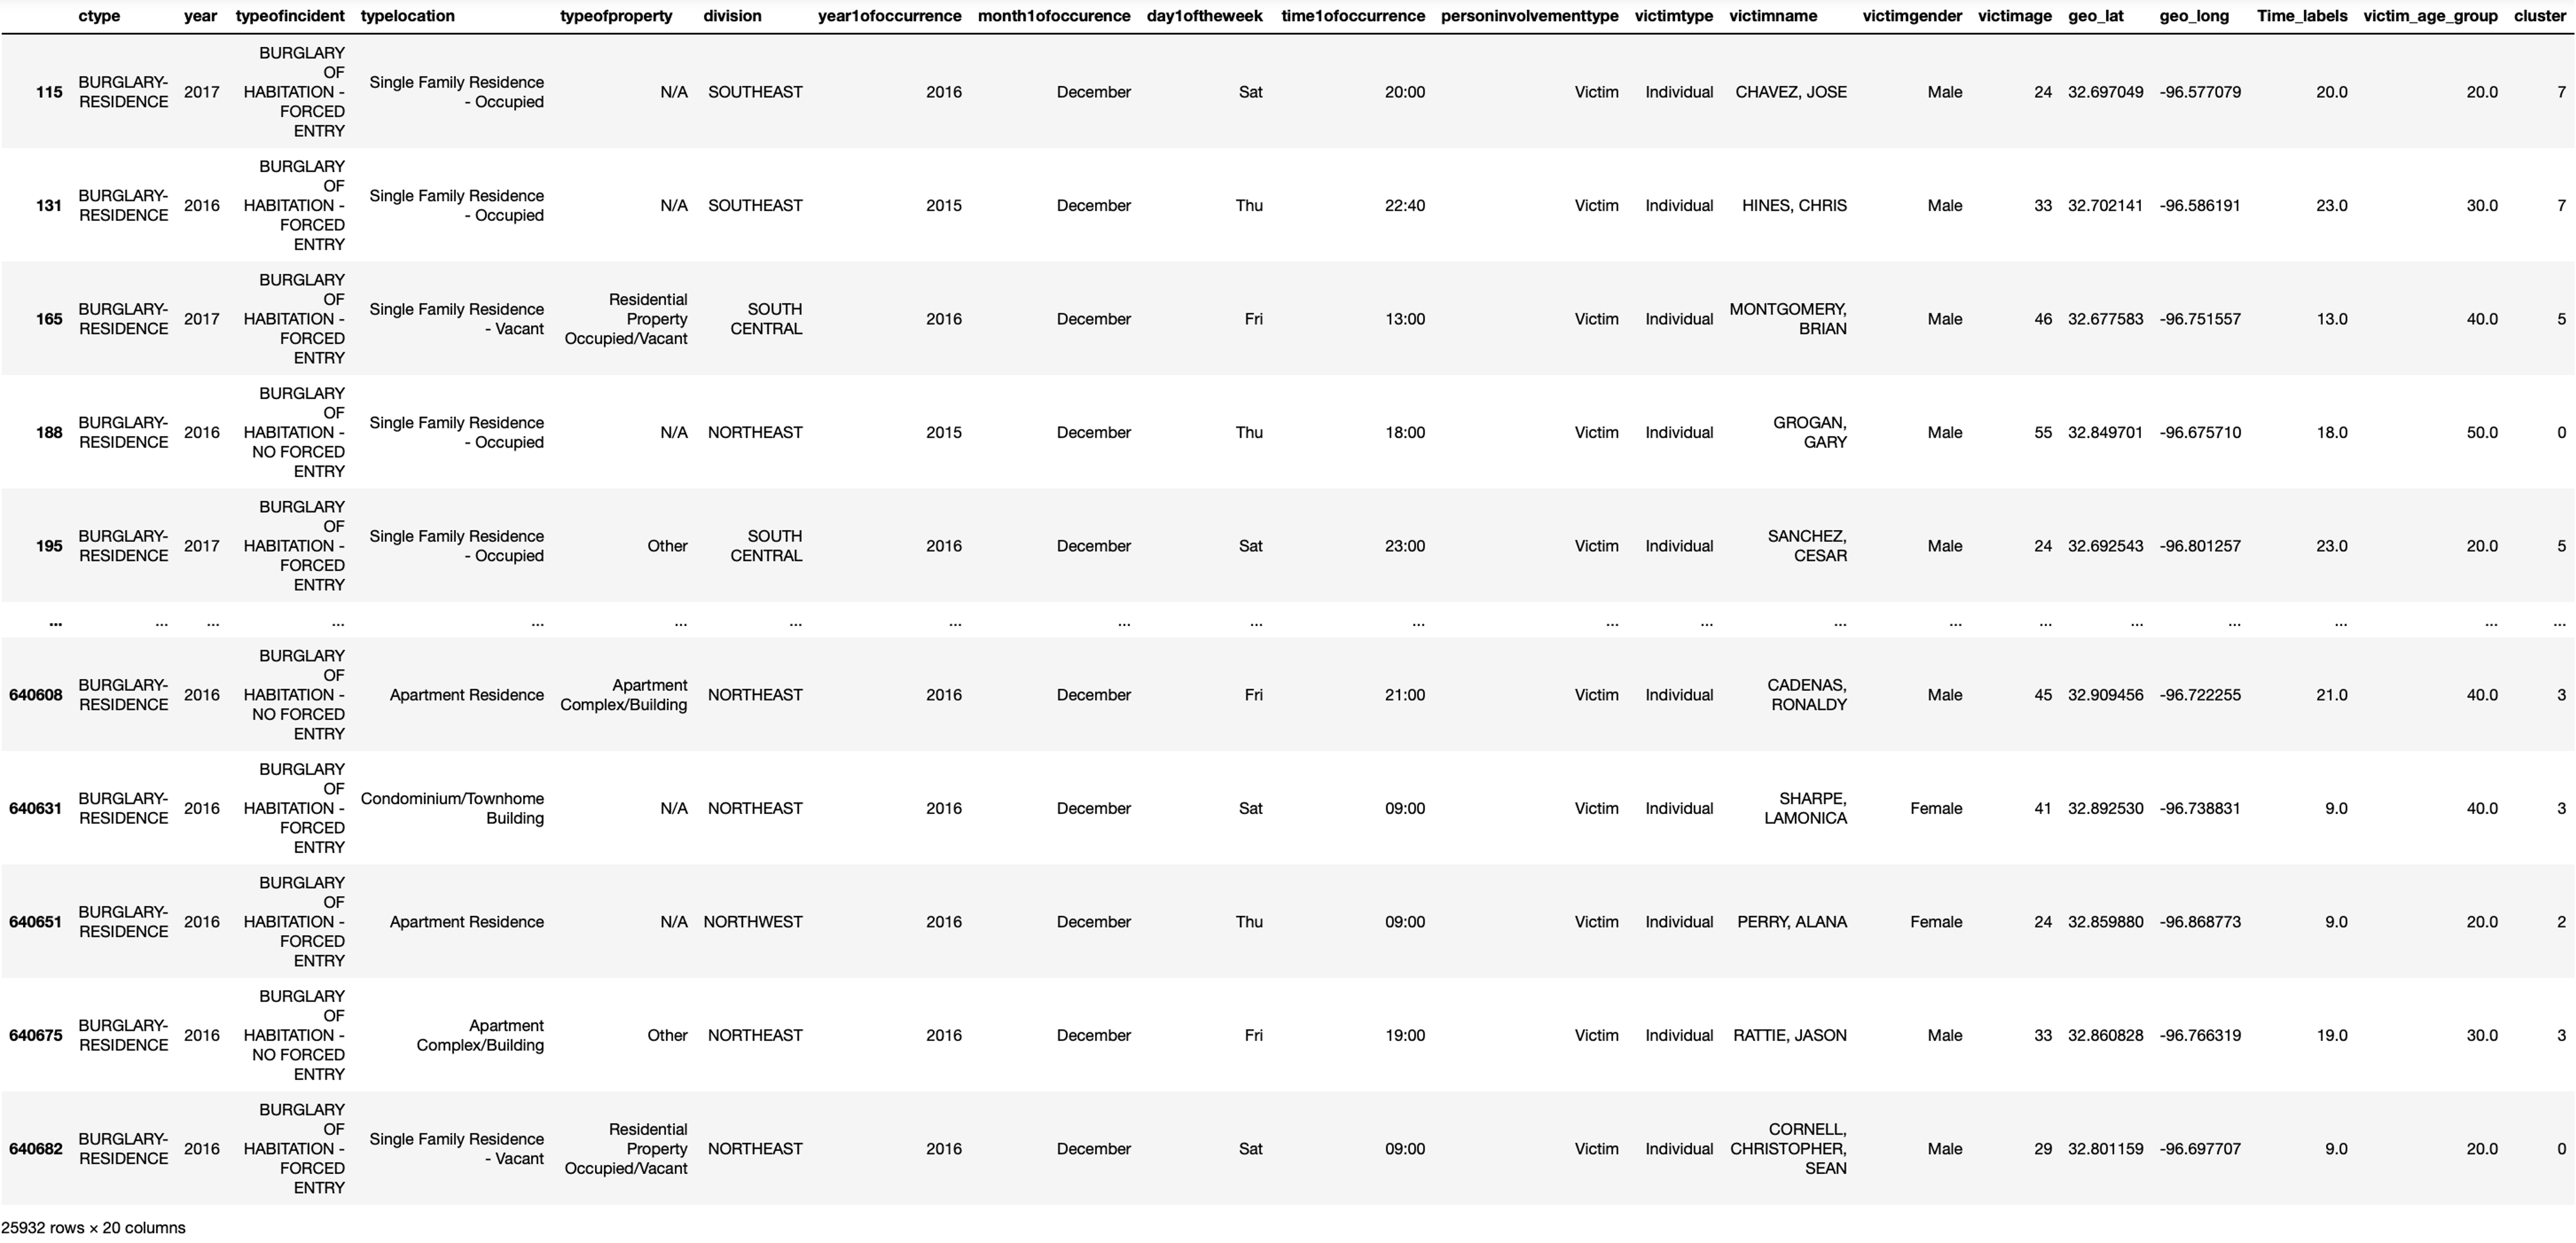 ctype year typeofincident typelocation typeofproperty division year1ofoccurrence month1ofoccurence day1oftheweek time1ofoccurrence personinvolvementtype victimtype victimname victimgender victimage geo_lat geo_long Time_labels victim_age_group cluster
115 BURGLARY-RESIDENCE 2017 BURGLARY OF HABITATION - FORCED ENTRY Single Family Residence - Occupied N/A SOUTHEAST 2016 December Sat 20:00 Victim Individual CHAVEZ, JOSE Male 24 32.697049 -96.577079 20.0 20.0 7
131 BURGLARY-RESIDENCE 2016 BURGLARY OF HABITATION - FORCED ENTRY Single Family Residence - Occupied N/A SOUTHEAST 2015 December Thu 22:40 Victim Individual HINES, CHRIS Male 33 32.702141 -96.586191 23.0 30.0 7
165 BURGLARY-RESIDENCE 2017 BURGLARY OF HABITATION - FORCED ENTRY Single Family Residence - Vacant Residential Property Occupied/Vacant SOUTH CENTRAL 2016 December Fri 13:00 Victim Individual MONTGOMERY, BRIAN Male 46 32.677583 -96.751557 13.0 40.0 5
188 BURGLARY-RESIDENCE 2016 BURGLARY OF HABITATION - NO FORCED ENTRY Single Family Residence - Occupied N/A NORTHEAST 2015 December Thu 18:00 Victim Individual GROGAN, GARY Male 55 32.849701 -96.675710 18.0 50.0 0
195 BURGLARY-RESIDENCE 2017 BURGLARY OF HABITATION - FORCED ENTRY Single Family Residence - Occupied Other SOUTH CENTRAL 2016 December Sat 23:00 Victim Individual SANCHEZ, CESAR Male 24 32.692543 -96.801257 23.0 20.0 5
... ... ... ... ... ... ... ... ... ... ... ... ... ... ... ... ... ... ... ... ...
640608 BURGLARY-RESIDENCE 2016 BURGLARY OF HABITATION - NO FORCED ENTRY Apartment Residence Apartment Complex/Building NORTHEAST 2016 December Fri 21:00 Victim Individual CADENAS, RONALDY Male 45 32.909456 -96.722255 21.0 40.0 3
640631 BURGLARY-RESIDENCE 2016 BURGLARY OF HABITATION - FORCED ENTRY Condominium/Townhome Building N/A NORTHEAST 2016 December Sat 09:00 Victim Individual SHARPE, LAMONICA Female 41 32.892530 -96.738831 9.0 40.0 3
640651 BURGLARY-RESIDENCE 2016 BURGLARY OF HABITATION - FORCED ENTRY Apartment Residence N/A NORTHWEST 2016 December Thu 09:00 Victim Individual PERRY, ALANA Female 24 32.859880 -96.868773 9.0 20.0 2
640675 BURGLARY-RESIDENCE 2016 BURGLARY OF HABITATION - NO FORCED ENTRY Apartment Complex/Building Other NORTHEAST 2016 December Fri 19:00 Victim Individual RATTIE, JASON Male 33 32.860828 -96.766319 19.0 30.0 3
640682 BURGLARY-RESIDENCE 2016 BURGLARY OF HABITATION - FORCED ENTRY Single Family Residence - Vacant Residential Property Occupied/Vacant NORTHEAST 2016 December Sat 09:00 Victim Individual CORNELL, CHRISTOPHER, SEAN Male 29 32.801159 -96.697707 9.0 20.0 0
25932 rows × 20 columns